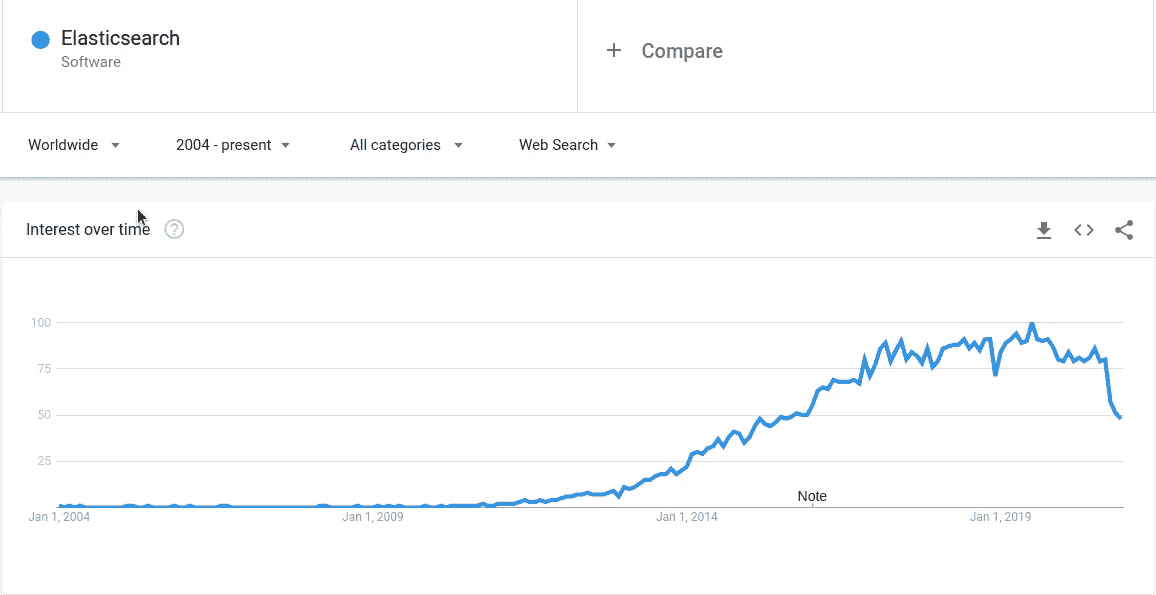 Elasticsearch
Software
+ Compare
Worldwide
2004 - present
All categories
Web Search
Interest over time ?
100
75
50
25
Note
Jan 1, 2004
Jan 1, 2009
Jan 1, 2014
Jan 1, 2019